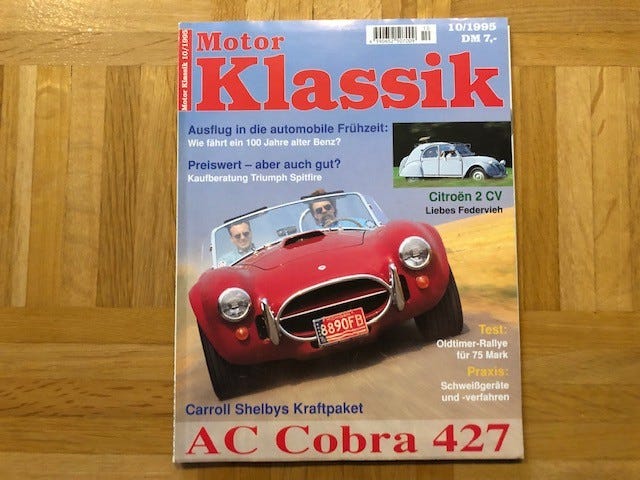 Motor Klassik 10/1995
Motor
Klassik
10/1995
DM 7,-
Ausflug in die automobile Frühzeit:
Wie fährt ein 100 Jahre alter Benz?
Preiswert – aber auch gut?
Kaufberatung Triumph Spitfire
Citroën 2 CV
Liebes Federvieh
8890FB
Test:
Oldtimer-Rallye
für 75 Mark
Praxis:
Schweißgeräte
und -verfahren
Carroll Shelbys Kraftpaket
AC Cobra 427